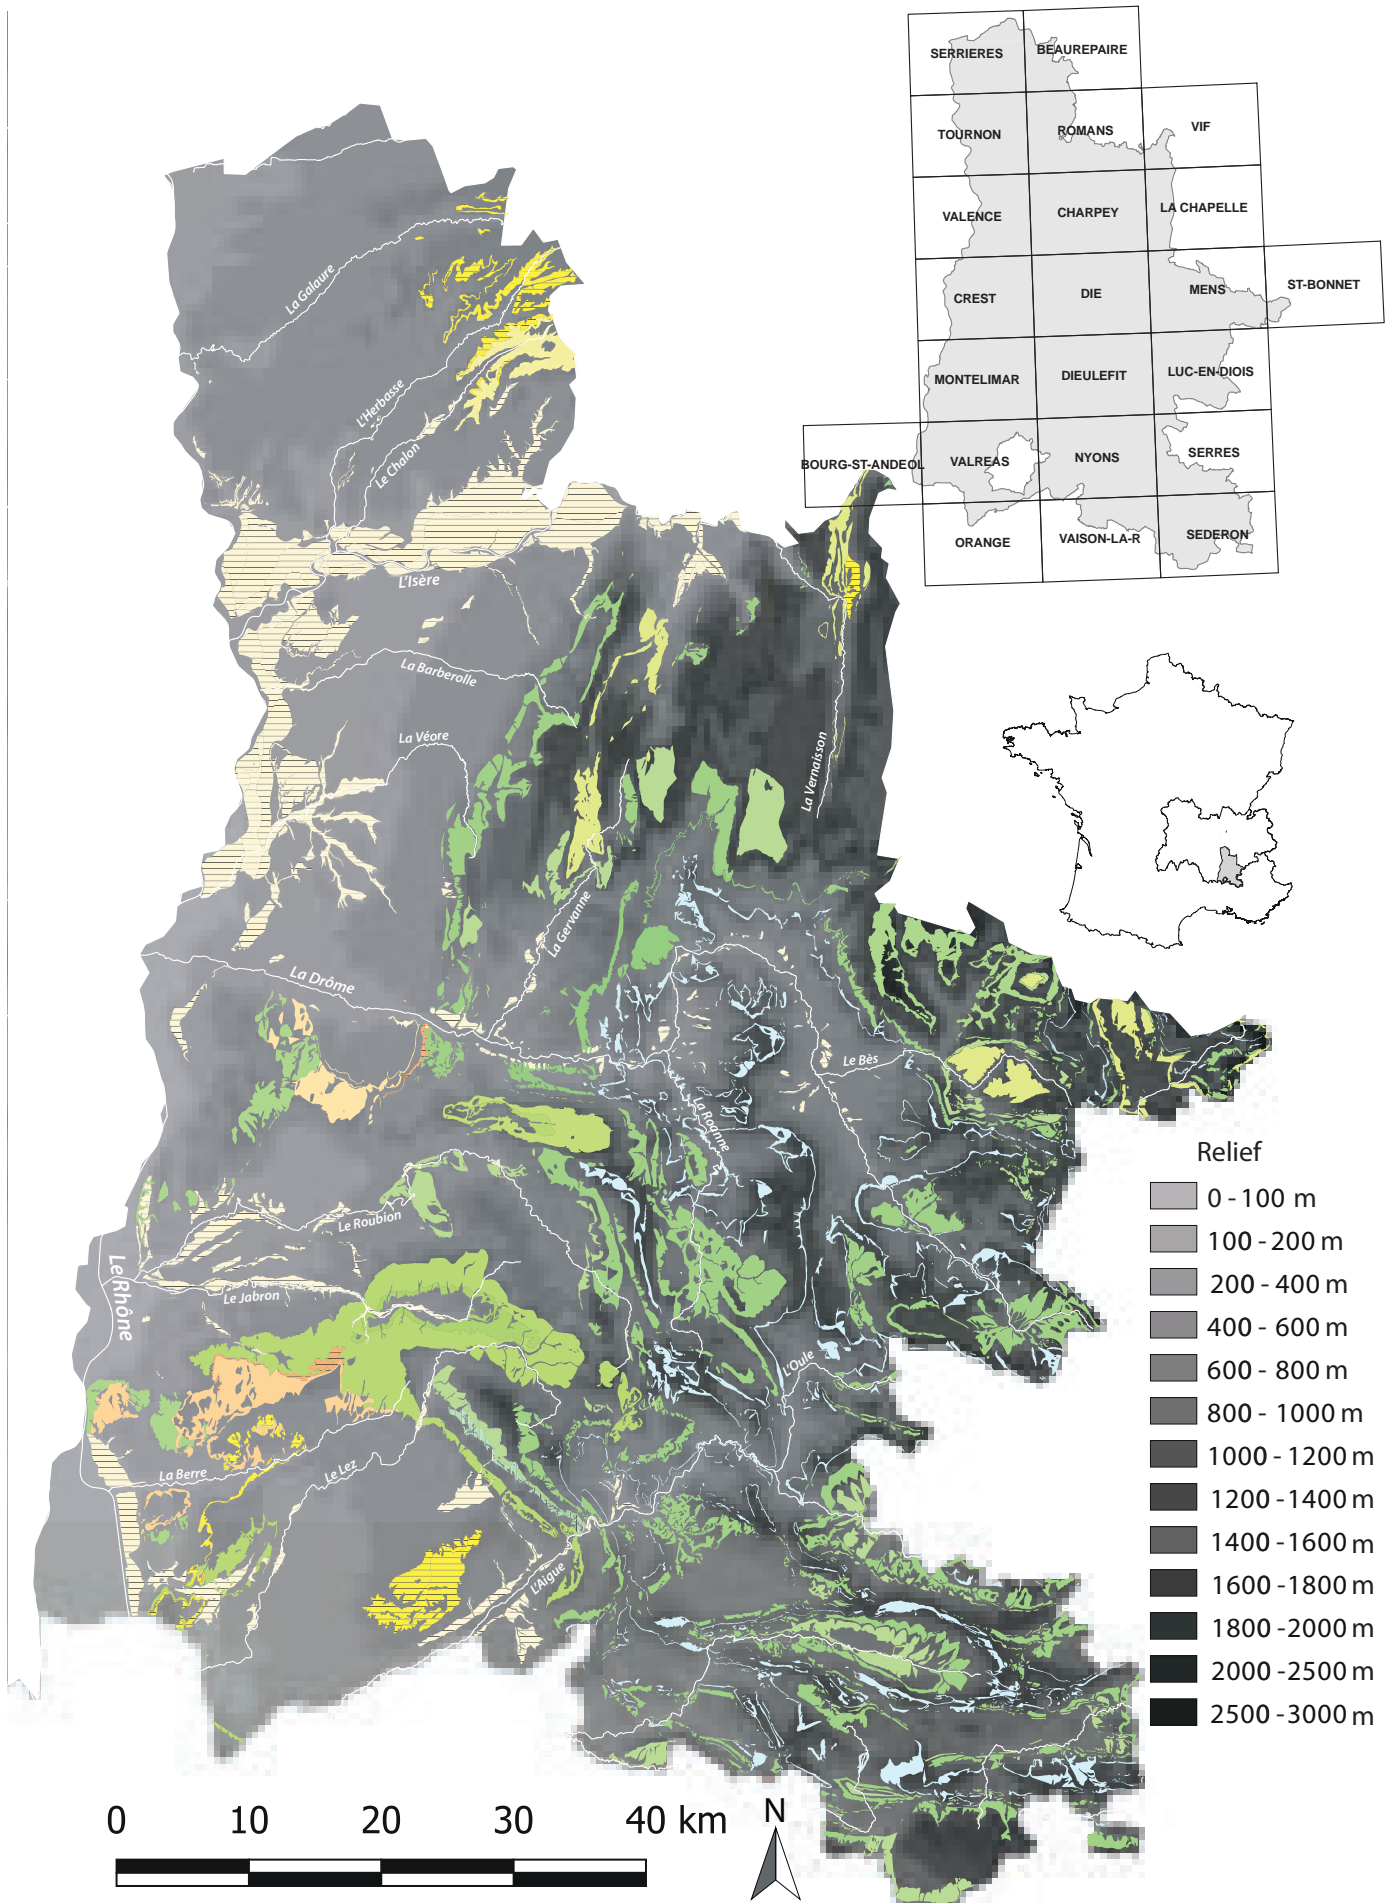 SERRIERES
BEAUREPAIRE
TOURNON
ROMANS
VIF
VALENCE
CHARPEY
LA CHAPELLE
CREST
DIE
MENS
ST-BONNET
MONTELIMAR
DIEULEFIT
LUC-EN-DIOIS
BOURG-ST-ANDEOL
VALREAS
NYONS
SERRES
ORANGE
VAISON-LA-R
SEDERON
La Galaure
L'Herbasse
Le Chalon
L'Isère
La Barberolle
La Véore
La Vernaisson
La Gervanne
La Drôme
Le Bès
La Roanne
Le Roubion
Le Rhône
Le Jabron
L'Oule
La Berre
Le Lez
L'Aigue
Relief
0 - 100 m
100 - 200 m
200 - 400 m
400 - 600 m
600 - 800 m
800 - 1000 m
1000 - 1200 m
1200 - 1400 m
1400 - 1600 m
1600 - 1800 m
1800 - 2000 m
2000 - 2500 m
2500 - 3000 m
0 10 20 30 40 km
N